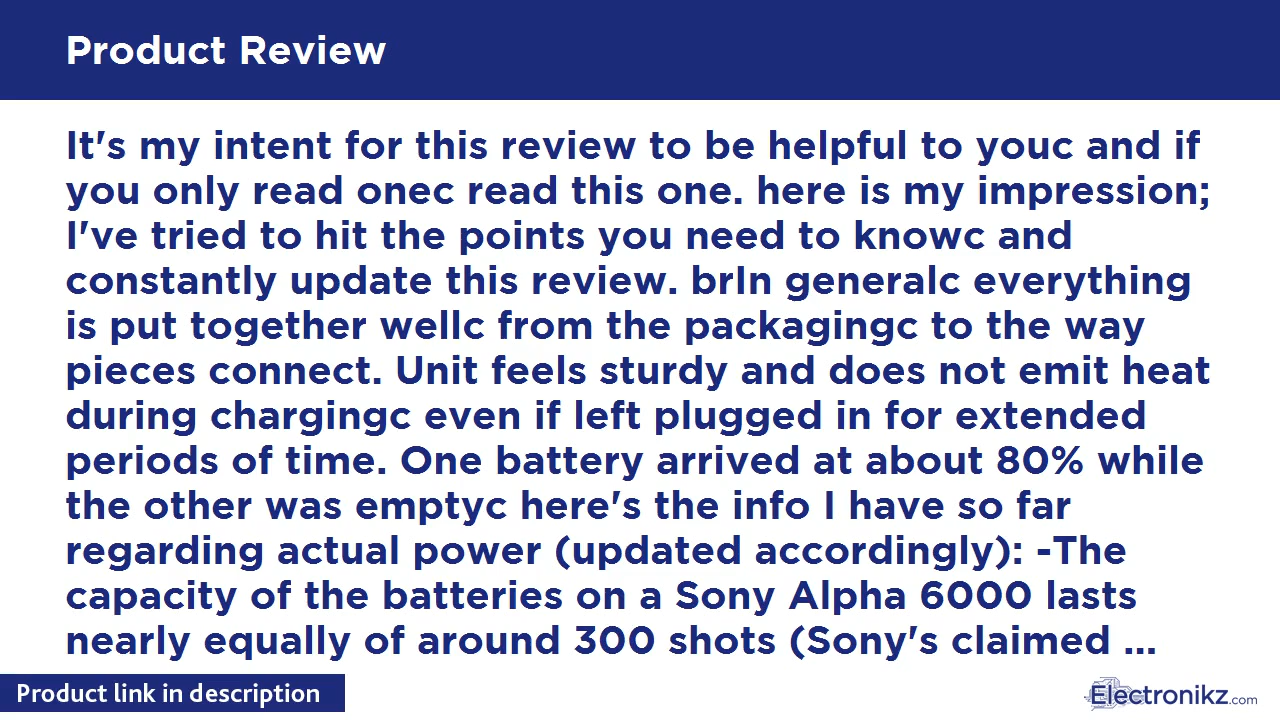 Product Review
It's my intent for this review to be helpful to youc and if
you only read onec read this one. here is my impression;
I've tried to hit the points you need to knowc and
constantly update this review. brIn generalc everything
is put together wellc from the packagingc to the way
pieces connect. Unit feels sturdy and does not emit heat
during chargingc even if left plugged in for extended
periods of time. One battery arrived at about 80% while
the other was emptyc here's the info I have so far
regarding actual power (updated accordingly): -The
capacity of the batteries on a Sony Alpha 6000 lasts
nearly equally of around 300 shots (Sony's claimed ...
Product link in description
Electronikz.com